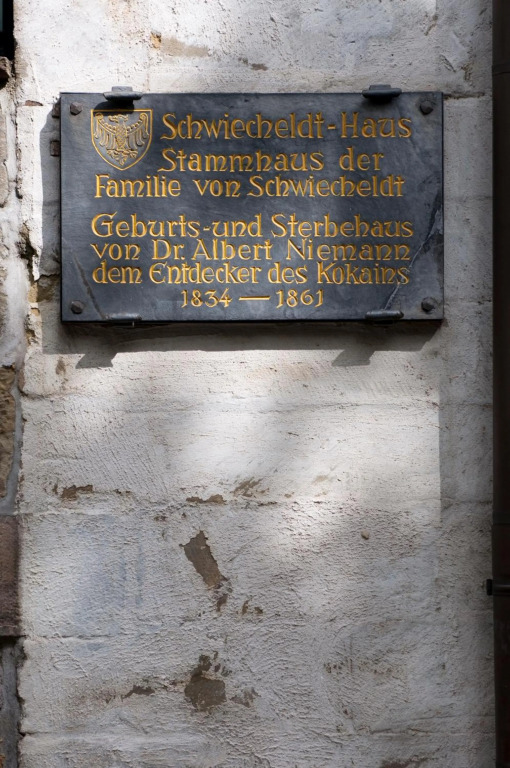 Schwiecheldt-Haus
Stammhaus der
Familie von Schwiecheldt
Geburts-und Sterbehaus
von Dr. Albert Niemann
dem Entdecker des Kokains
1834 — 1861